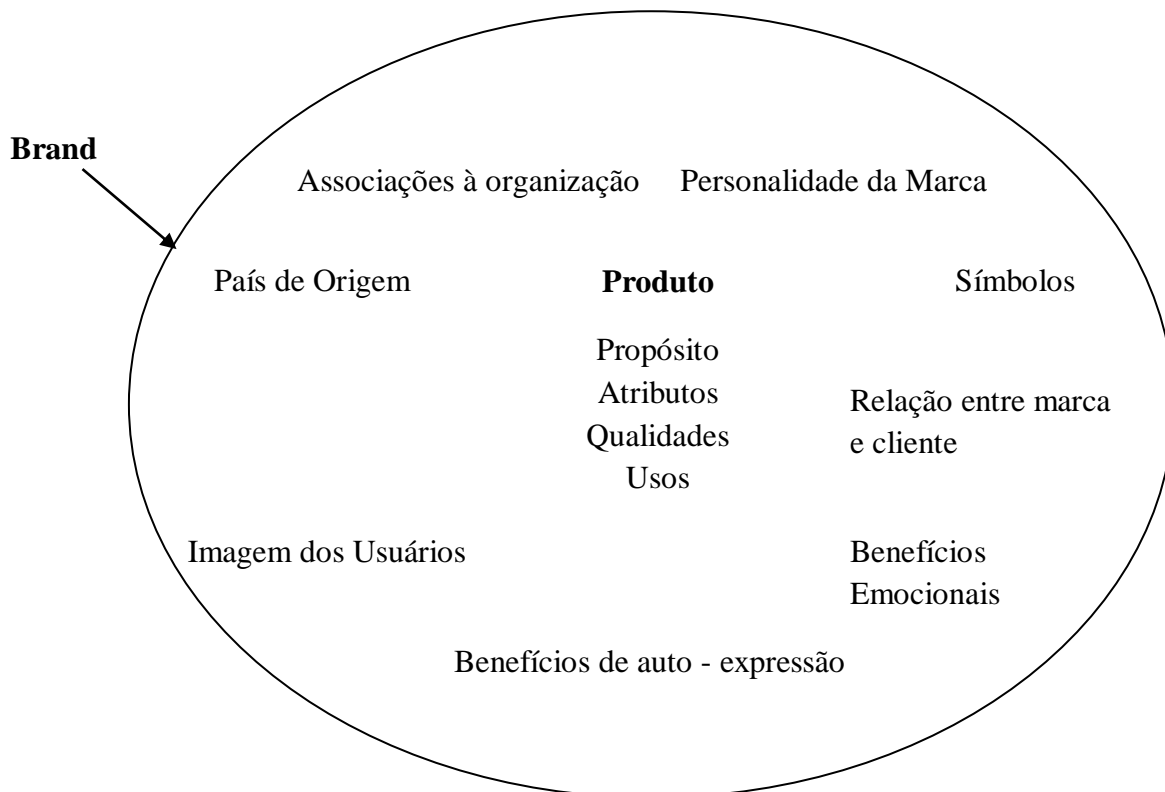 Brand
Associações à organização Personalidade da Marca
País de Origem Produto Símbolos
Propósito
Atributos
Qualidades
Usos
Relação entre marca
e cliente
Imagem dos Usuários
Benefícios
Emocionais
Benefícios de auto - expressão